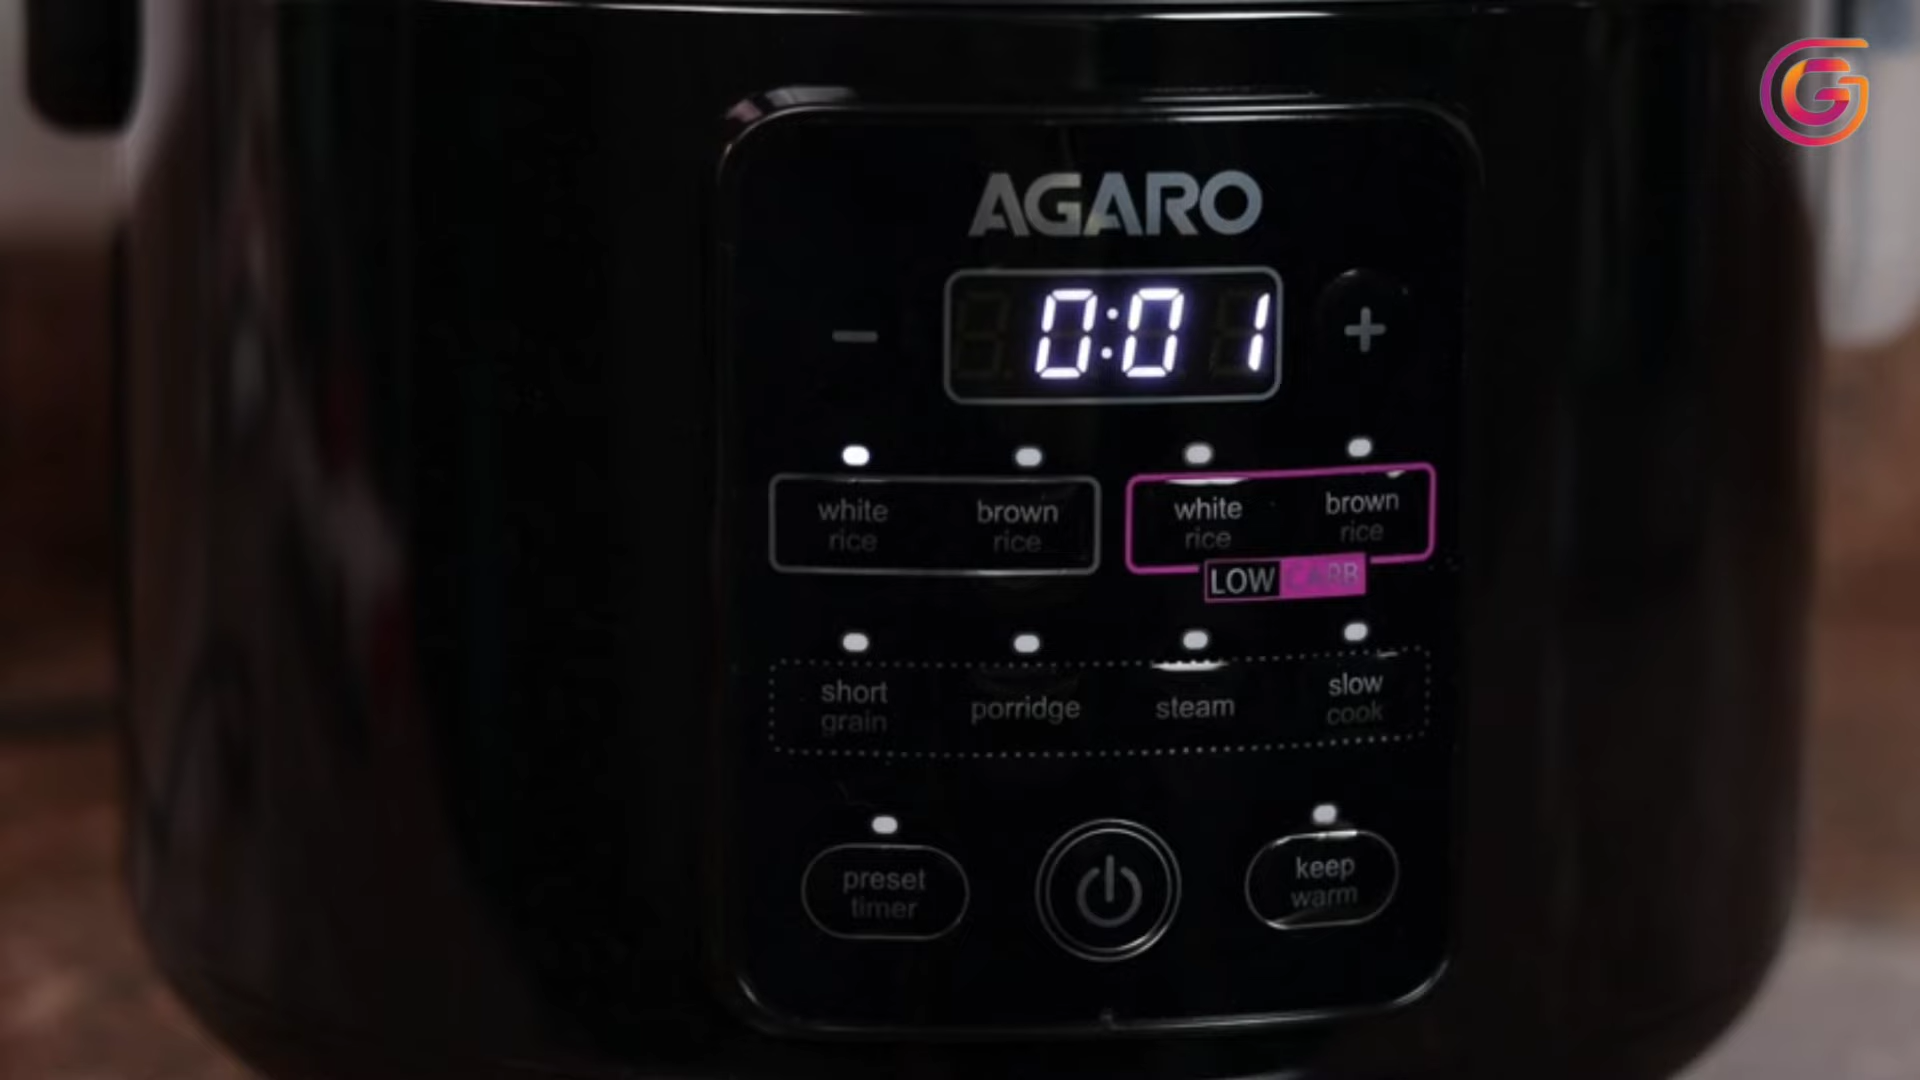 AGARO
− 0:01 +
white brown white brown
rice rice rice rice
LOW CARB
short porridge steam slow
grain cook
preset keep
timer warm
G